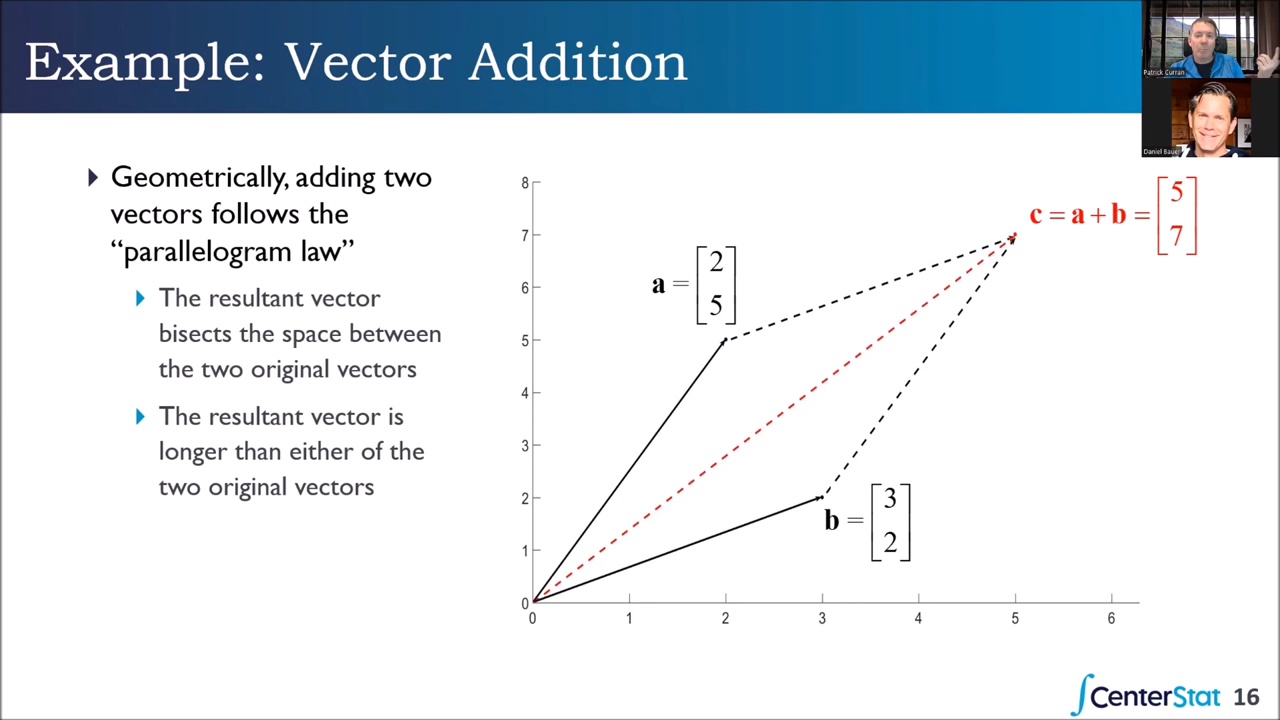 Example: Vector Addition
Patrick Curran
Daniel Bauer
Geometrically, adding two
vectors follows the
“parallelogram law”
The resultant vector
bisects the space between
the two original vectors
The resultant vector is
longer than either of the
two original vectors
8
7
6
5
4
3
2
1
0
0 1 2 3 4 5 6
a = [2 5]
b = [3 2]
c = a + b = [5 7]
CenterStat 16